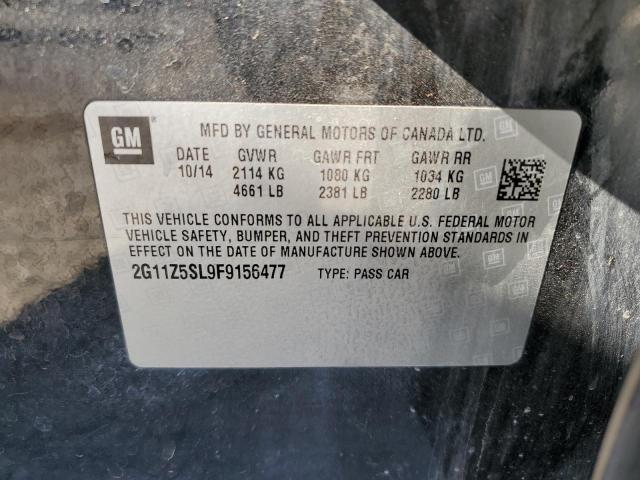 GM
MFD BY GENERAL MOTORS OF CANADA LTD.
DATE GVWR GAWR FRT GAWR RR
10/14 2114 KG 1080 KG 1034 KG
4661 LB 2381 LB 2280 LB
THIS VEHICLE CONFORMS TO ALL APPLICABLE U.S. FEDERAL MOTOR
VEHICLE SAFETY, BUMPER, AND THEFT PREVENTION STANDARDS IN
EFFECT ON THE DATE OF MANUFACTURE SHOWN ABOVE.
2G11Z5SL9F9156477 TYPE: PASS CAR